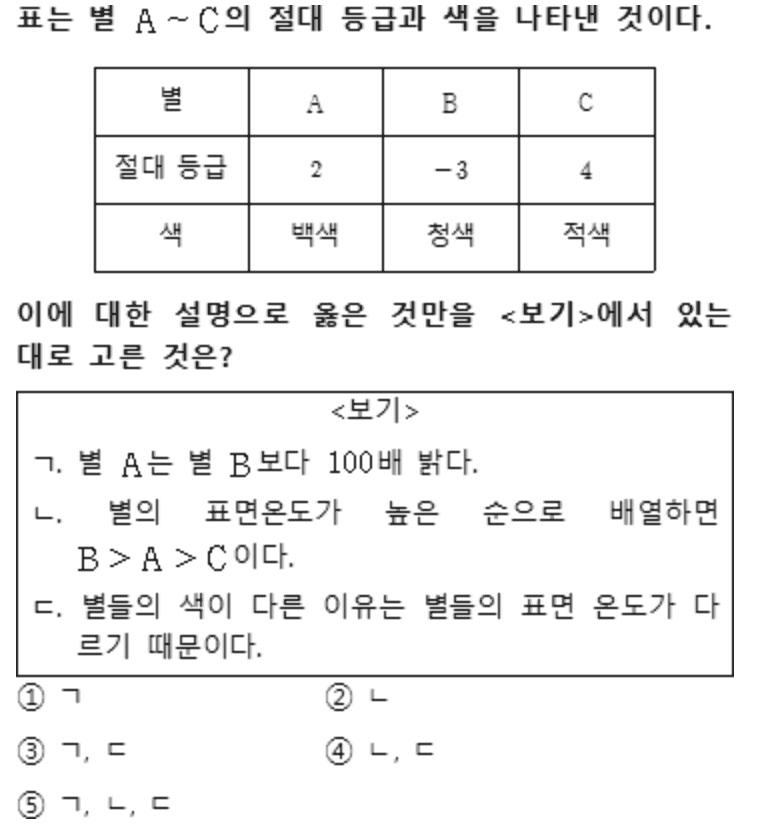 표는 별 A ~ C의 절대 등급과 색을 나타낸 것이다.
별 A B C
절대 등급 2 －3 4
색 백색 청색 적색
이에 대한 설명으로 옳은 것만을 <보기>에서 있는
대로 고른 것은?
<보기>
ㄱ. 별 A는 별 B보다 100배 밝다.
ㄴ. 별의 표면온도가 높은 순으로 배열하면
B > A > C이다.
ㄷ. 별들의 색이 다른 이유는 별들의 표면 온도가 다
르기 때문이다.
① ㄱ ② ㄴ
③ ㄱ, ㄷ ④ ㄴ, ㄷ
⑤ ㄱ, ㄴ, ㄷ